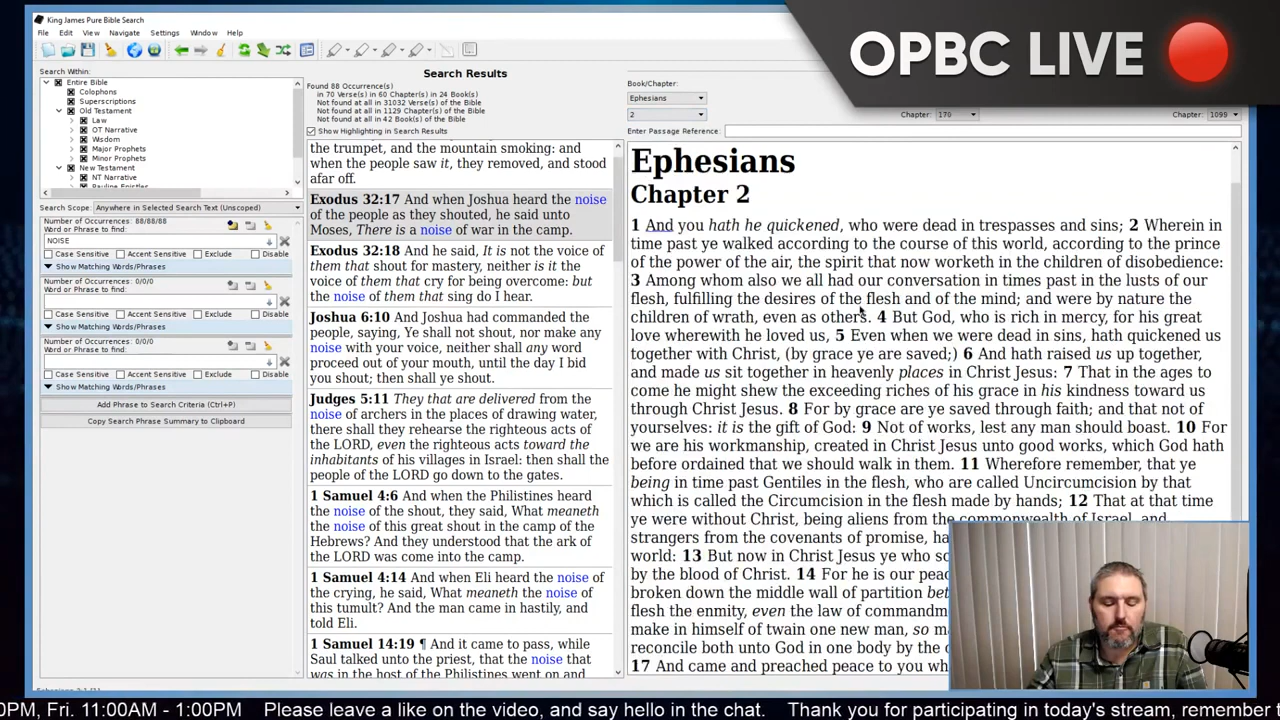 King James Pure Bible Search
File Edit View Navigate Settings Window Help
OPBC LIVE
Search Within:
Entire Bible
Colophons
Superscriptions
Old Testament
Law
OT Narrative
Wisdom
Major Prophets
Minor Prophets
New Testament
NT Narrative
Pauline Epistles
Search Scope: Anywhere in Selected Search Text (Unscoped)
Number of Occurrences: 88/88/88
Word or Phrase to find:
NOISE
Case Sensitive Accent Sensitive Exclude Disable
Show Matching Words/Phrases
Number of Occurrences: 0/0/0
Word or Phrase to find:
Case Sensitive Accent Sensitive Exclude Disable
Show Matching Words/Phrases
Number of Occurrences: 0/0/0
Word or Phrase to find:
Case Sensitive Accent Sensitive Exclude Disable
Show Matching Words/Phrases
Add Phrase to Search Criteria (Ctrl+P)
Copy Search Phrase Summary to Clipboard
Search Results
Found 88 Occurrence(s)
in 70 Verse(s) in 60 Chapter(s) in 24 Book(s)
Not found at all in 31032 Verse(s) of the Bible
Not found at all in 1129 Chapter(s) of the Bible
Not found at all in 42 Book(s) of the Bible
Show Highlighting in Search Results
the trumpet, and the mountain smoking: and
when the people saw it, they removed, and stood
afar off.
Exodus 32:17 And when Joshua heard the noise
of the people as they shouted, he said unto
Moses, There is a noise of war in the camp.
Exodus 32:18 And he said, It is not the voice of
them that shout for mastery, neither is it the
voice of them that cry for being overcome: but
the noise of them that sing do I hear.
Joshua 6:10 And Joshua had commanded the
people, saying, Ye shall not shout, nor make any
noise with your voice, neither shall any word
proceed out of your mouth, until the day I bid
you shout; then shall ye shout.
Judges 5:11 They that are delivered from the
noise of archers in the places of drawing water,
there shall they rehearse the righteous acts of
the LORD, even the righteous acts toward the
inhabitants of his villages in Israel: then shall the
people of the LORD go down to the gates.
1 Samuel 4:6 And when the Philistines heard
the noise of the shout, they said, What meaneth
the noise of this great shout in the camp of the
Hebrews? And they understood that the ark of
the LORD was come into the camp.
1 Samuel 4:14 And when Eli heard the noise of
the crying, he said, What meaneth the noise of
this tumult? And the man came in hastily, and
told Eli.
1 Samuel 14:19 ¶ And it came to pass, while
Saul talked unto the priest, that the noise that
was in the host of the Philistines went on and
Book/Chapter:
Ephesians
2
Chapter: 170
Chapter: 1099
Enter Passage Reference:
Ephesians
Chapter 2
1 And you hath he quickened, who were dead in trespasses and sins; 2 Wherein in
time past ye walked according to the course of this world, according to the prince
of the power of the air, the spirit that now worketh in the children of disobedience:
3 Among whom also we all had our conversation in times past in the lusts of our
flesh, fulfilling the desires of the flesh and of the mind; and were by nature the
children of wrath, even as others. 4 But God, who is rich in mercy, for his great
love wherewith he loved us, 5 Even when we were dead in sins, hath quickened us
together with Christ, (by grace ye are saved;) 6 And hath raised us up together,
and made us sit together in heavenly places in Christ Jesus: 7 That in the ages to
come he might shew the exceeding riches of his grace in his kindness toward us
through Christ Jesus. 8 For by grace are ye saved through faith; and that not of
yourselves: it is the gift of God: 9 Not of works, lest any man should boast. 10 For
we are his workmanship, created in Christ Jesus unto good works, which God hath
before ordained that we should walk in them. 11 Wherefore remember, that ye
being in time past Gentiles in the flesh, who are called Uncircumcision by that
which is called the Circumcision in the flesh made by hands; 12 That at that time
ye were without Christ, being aliens from the commonwealth of Israel, and
strangers from the covenants of promise, ha
world: 13 But now in Christ Jesus ye who so
by the blood of Christ. 14 For he is our peac
broken down the middle wall of partition bet
flesh the enmity, even the law of commandm
make in himself of twain one new man, so m
reconcile both unto God in one body by the c
17 And came and preached peace to you wh
0PM, Fri. 11:00AM - 1:00PM Please leave a like on the video, and say hello in the chat. Thank you for participating in today's stream, remember t